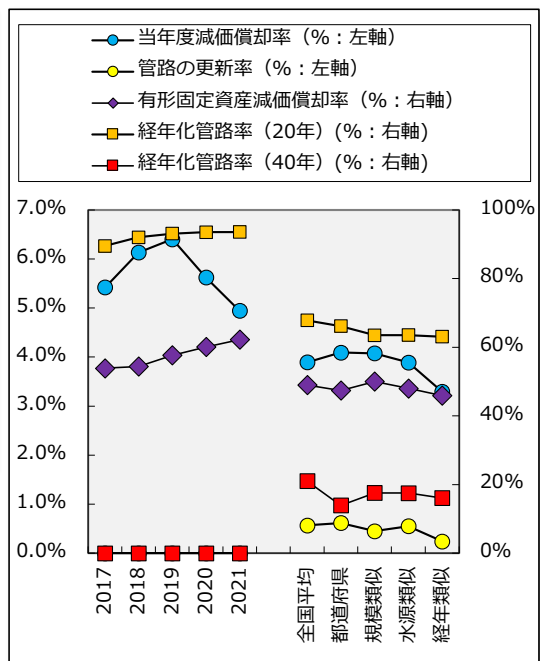 当年度減価償却率（%：左軸）
管路の更新率（%：左軸）
有形固定資産減価償却率（%：右軸）
経年化管路率（20年）(%：右軸)
経年化管路率（40年）(%：右軸)
7.0%
6.0%
5.0%
4.0%
3.0%
2.0%
1.0%
0.0%
100%
80%
60%
40%
20%
0%
2017
2018
2019
2020
2021
全国平均
都道府県
規模類似
水源類似
経年類似